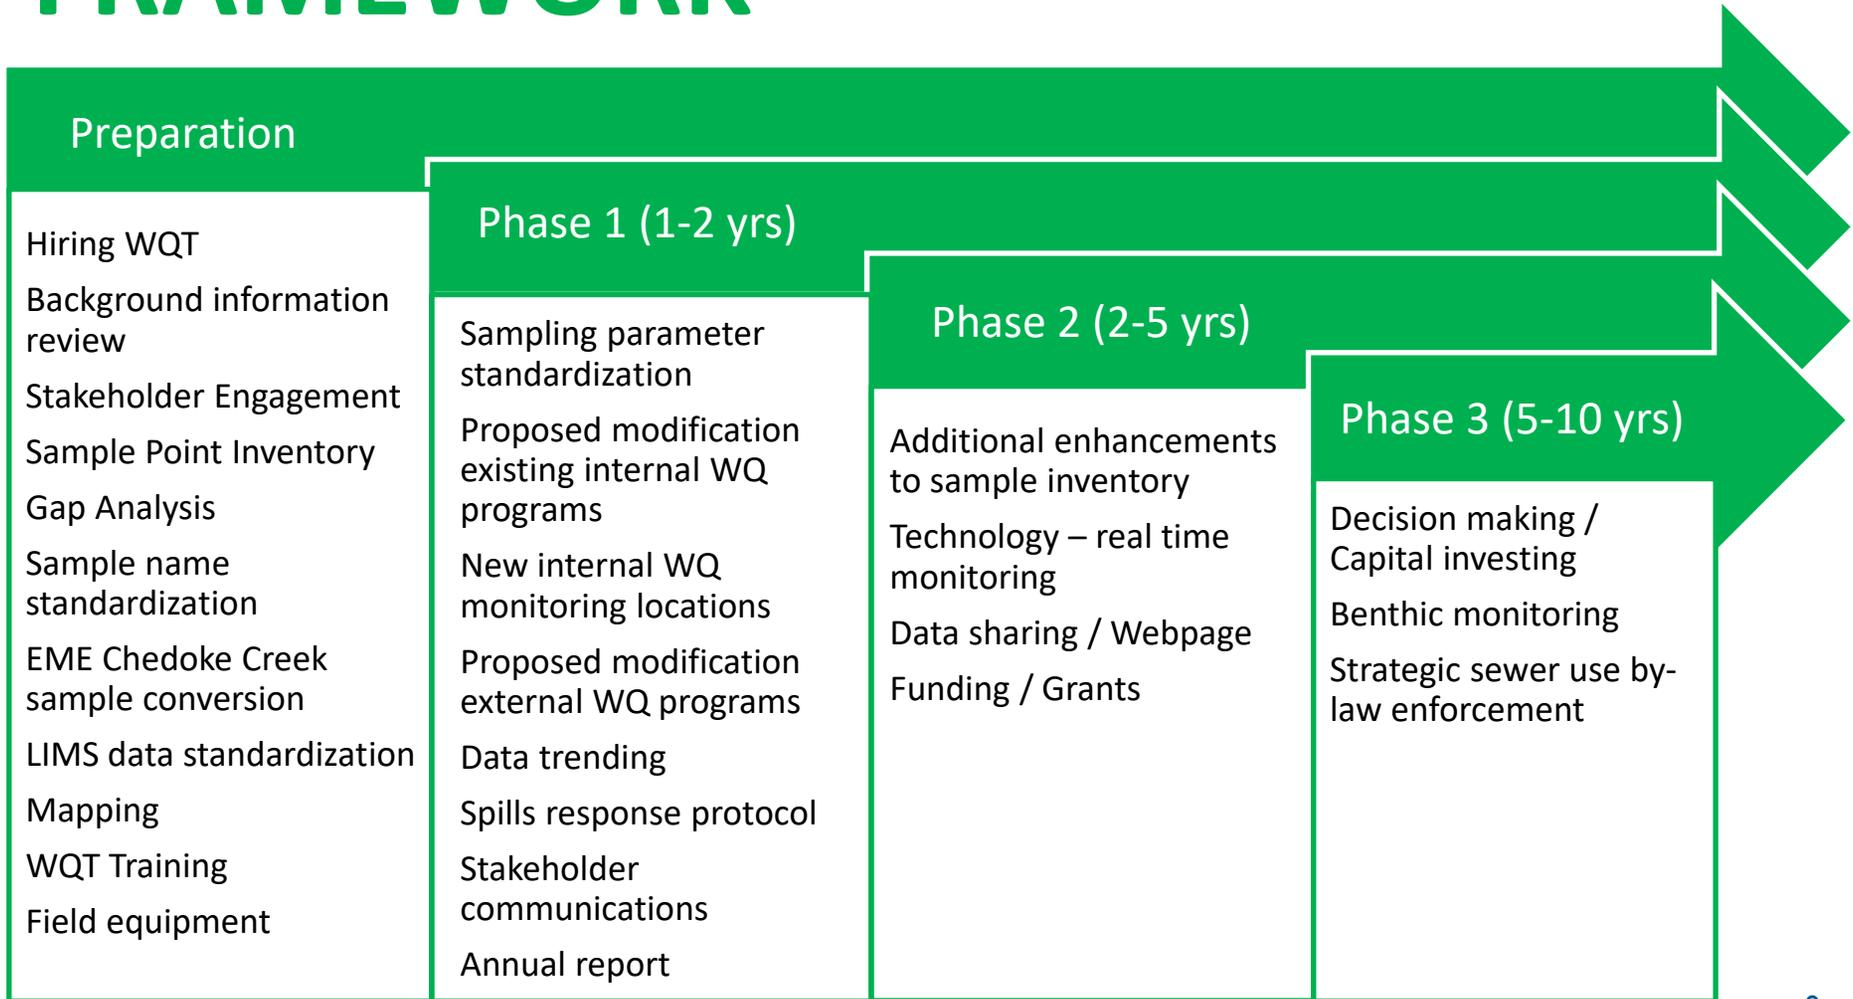 FRAMEWORK
Preparation
Hiring WQT
Background information
review
Stakeholder Engagement
Sample Point Inventory
Gap Analysis
Sample name
standardization
EME Chedoke Creek
sample conversion
LIMS data standardization
Mapping
WQT Training
Field equipment
Phase 1 (1-2 yrs)
Sampling parameter
standardization
Proposed modification
existing internal WQ
programs
New internal WQ
monitoring locations
Proposed modification
external WQ programs
Data trending
Spills response protocol
Stakeholder
communications
Annual report
Phase 2 (2-5 yrs)
Additional enhancements
to sample inventory
Technology – real time
monitoring
Data sharing / Webpage
Funding / Grants
Phase 3 (5-10 yrs)
Decision making /
Capital investing
Benthic monitoring
Strategic sewer use by-
law enforcement